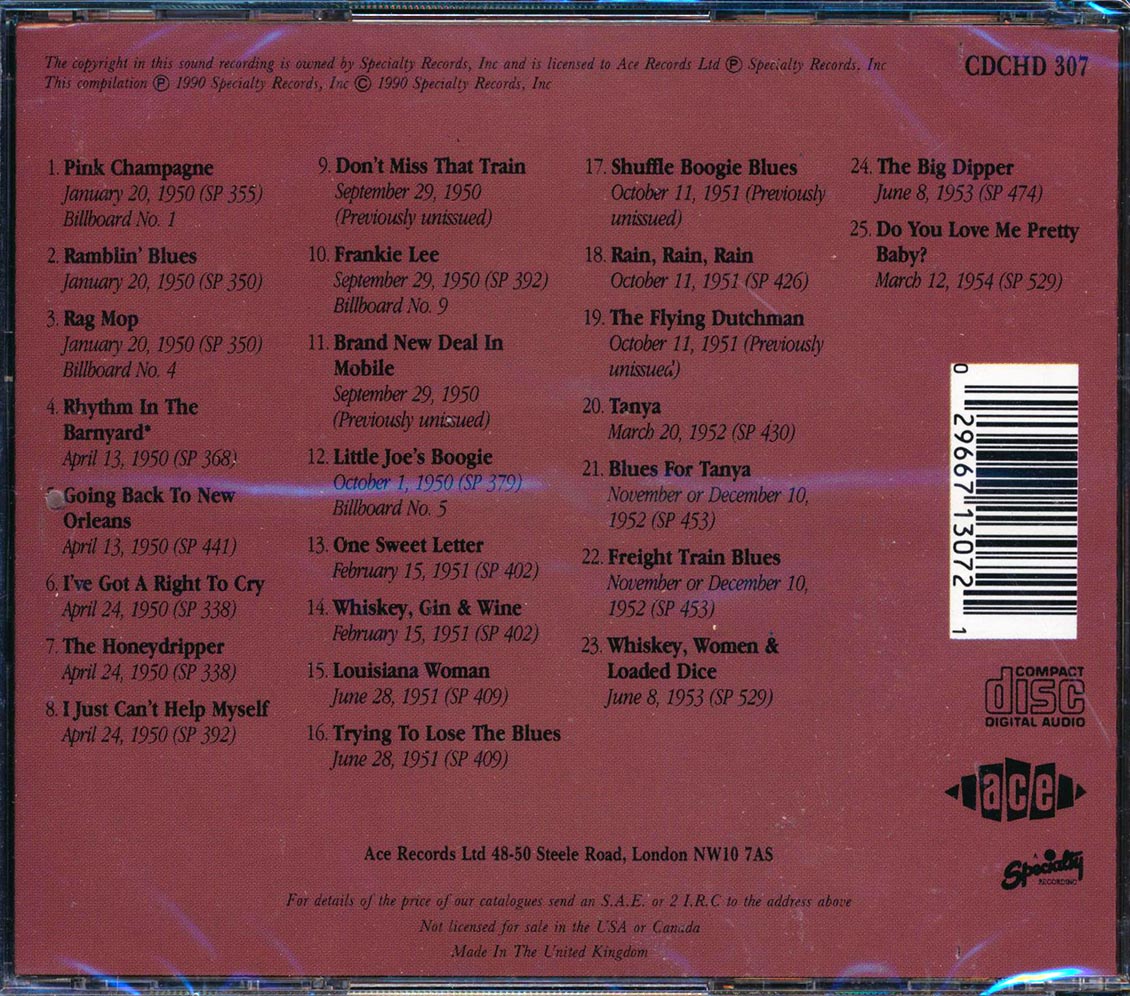 The copyright in this sound recording is owned by Specialty Records, Inc and is licensed to Ace Records Ltd Ⓟ Specialty Records, Inc
This compilation Ⓟ 1990 Specialty Records, Inc Ⓒ 1990 Specialty Records, Inc
CDCHD 307
1. Pink Champagne
January 20, 1950 (SP 355)
Billboard No. 1
2. Ramblin' Blues
January 20, 1950 (SP 350)
3. Rag Mop
January 20, 1950 (SP 350)
Billboard No. 4
4. Rhythm In The
Barnyard*
April 13, 1950 (SP 368)
5. Going Back To New
Orleans
April 13, 1950 (SP 441)
6. I've Got A Right To Cry
April 24, 1950 (SP 338)
7. The Honeydripper
April 24, 1950 (SP 338)
8. I Just Can't Help Myself
April 24, 1950 (SP 392)
9. Don't Miss That Train
September 29, 1950
(Previously unissued)
10. Frankie Lee
September 29, 1950 (SP 392)
Billboard No. 9
11. Brand New Deal In
Mobile
September 29, 1950
(Previously unissued)
12. Little Joe's Boogie
October 1, 1950 (SP 379)
Billboard No. 5
13. One Sweet Letter
February 15, 1951 (SP 402)
14. Whiskey, Gin & Wine
February 15, 1951 (SP 402)
15. Louisiana Woman
June 28, 1951 (SP 409)
16. Trying To Lose The Blues
June 28, 1951 (SP 409)
17. Shuffle Boogie Blues
October 11, 1951 (Previously
unissued)
18. Rain, Rain, Rain
October 11, 1951 (SP 426)
19. The Flying Dutchman
October 11, 1951 (Previously
unissued)
20. Tanya
March 20, 1952 (SP 430)
21. Blues For Tanya
November or December 10,
1952 (SP 453)
22. Freight Train Blues
November or December 10,
1952 (SP 453)
23. Whiskey, Women &
Loaded Dice
June 8, 1953 (SP 529)
24. The Big Dipper
June 8, 1953 (SP 474)
25. Do You Love Me Pretty
Baby?
March 12, 1954 (SP 529)
0 29667 13072 1
COMPACT
disc
DIGITAL AUDIO
ace
A
Specialty
RECORDING
Ace Records Ltd 48-50 Steele Road, London NW10 7AS
For details of the price of our catalogues send an S.A.E. or 2 I.R.C to the address above
Not licensed for sale in the USA or Canada
Made In The United Kingdom